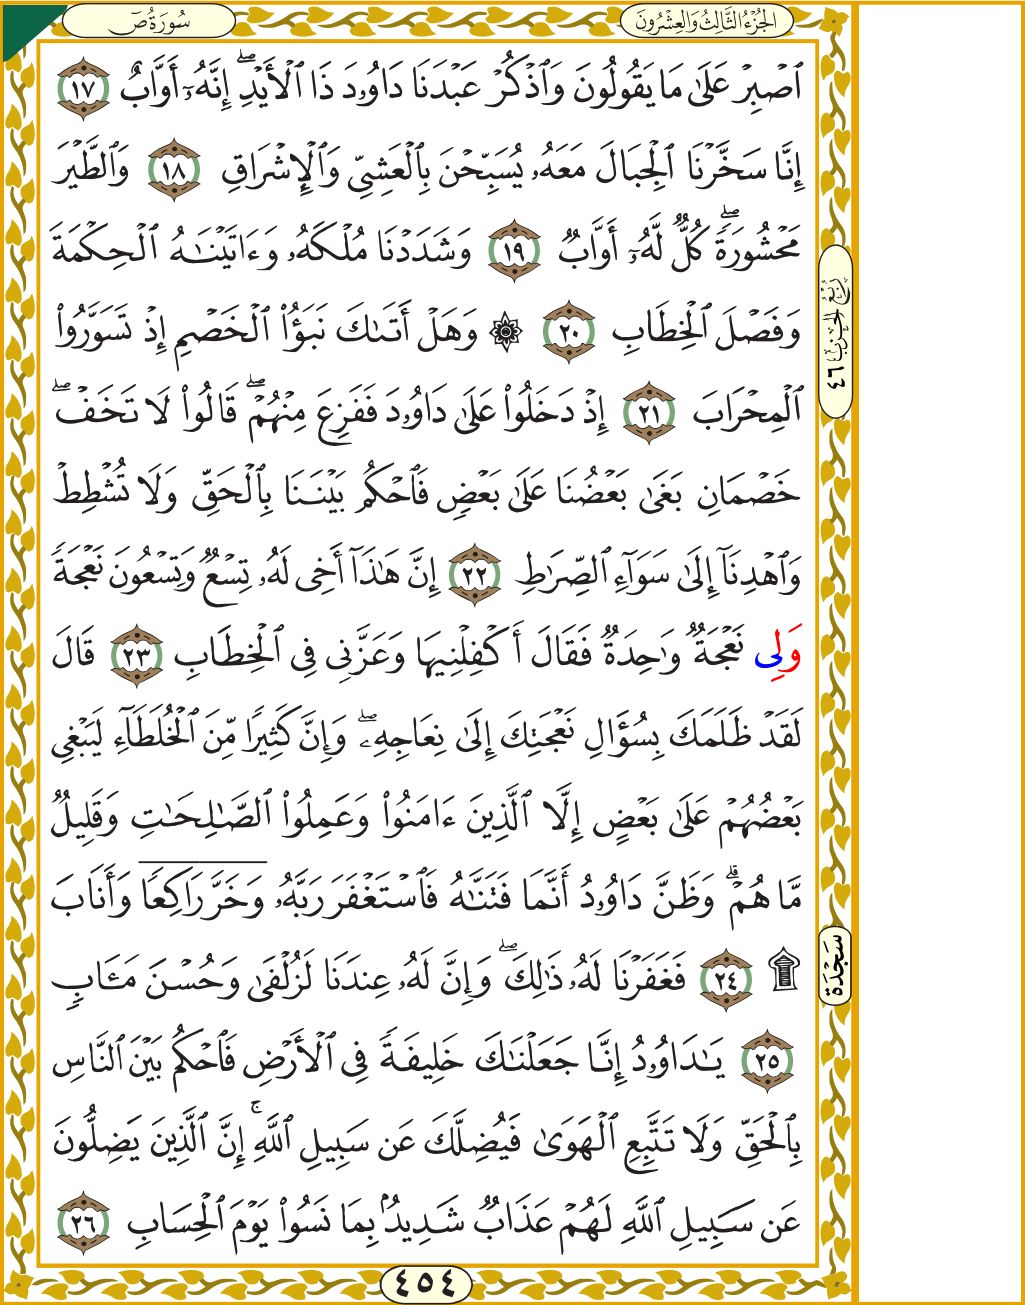 سُورَةُ صٓ
الجُزْءُ الثَّالِثُ وَالعِشْرُونَ
ٱصْبِرْ عَلَىٰ مَا يَقُولُونَ وَٱذْكُرْ عَبْدَنَا دَاوُۥدَ ذَا ٱلْأَيْدِ ۖ إِنَّهُۥٓ أَوَّابٌ ١٧
إِنَّا سَخَّرْنَا ٱلْجِبَالَ مَعَهُۥ يُسَبِّحْنَ بِٱلْعَشِىِّ وَٱلْإِشْرَاقِ ١٨ وَٱلطَّيْرَ
مَحْشُورَةً ۖ كُلٌّ لَّهُۥٓ أَوَّابٌ ١٩ وَشَدَدْنَا مُلْكَهُۥ وَءَاتَيْنَـٰهُ ٱلْحِكْمَةَ
وَفَصْلَ ٱلْخِطَابِ ٢٠ ۞ وَهَلْ أَتَىٰكَ نَبَؤُا۟ ٱلْخَصْمِ إِذْ تَسَوَّرُوا۟
ٱلْمِحْرَابَ ٢١ إِذْ دَخَلُوا۟ عَلَىٰ دَاوُۥدَ فَفَزِعَ مِنْهُمْ ۖ قَالُوا۟ لَا تَخَفْ ۖ
خَصْمَانِ بَغَىٰ بَعْضُنَا عَلَىٰ بَعْضٍ فَٱحْكُم بَيْنَنَا بِٱلْحَقِّ وَلَا تُشْطِطْ
وَٱهْدِنَآ إِلَىٰ سَوَآءِ ٱلصِّرَٰطِ ٢٢ إِنَّ هَـٰذَآ أَخِى لَهُۥ تِسْعٌ وَتِسْعُونَ نَعْجَةً
وَلِىَ نَعْجَةٌ وَٰحِدَةٌ فَقَالَ أَكْفِلْنِيهَا وَعَزَّنِى فِى ٱلْخِطَابِ ٢٣ قَالَ
لَقَدْ ظَلَمَكَ بِسُؤَالِ نَعْجَتِكَ إِلَىٰ نِعَاجِهِۦ ۖ وَإِنَّ كَثِيرًا مِّنَ ٱلْخُلَطَآءِ لَيَبْغِى
بَعْضُهُمْ عَلَىٰ بَعْضٍ إِلَّا ٱلَّذِينَ ءَامَنُوا۟ وَعَمِلُوا۟ ٱلصَّـٰلِحَـٰتِ وَقَلِيلٌ
مَّا هُمْ ۗ وَظَنَّ دَاوُۥدُ أَنَّمَا فَتَنَّـٰهُ فَٱسْتَغْفَرَ رَبَّهُۥ وَخَرَّ رَاكِعًا وَأَنَابَ
۩ ٢٤ فَغَفَرْنَا لَهُۥ ذَٰلِكَ ۖ وَإِنَّ لَهُۥ عِندَنَا لَزُلْفَىٰ وَحُسْنَ مَـَٔابٍ
٢٥ يَـٰدَاوُۥدُ إِنَّا جَعَلْنَـٰكَ خَلِيفَةً فِى ٱلْأَرْضِ فَٱحْكُم بَيْنَ ٱلنَّاسِ
بِٱلْحَقِّ وَلَا تَتَّبِعِ ٱلْهَوَىٰ فَيُضِلَّكَ عَن سَبِيلِ ٱللَّهِ ۚ إِنَّ ٱلَّذِينَ يَضِلُّونَ
عَن سَبِيلِ ٱللَّهِ لَهُمْ عَذَابٌ شَدِيدٌۢ بِمَا نَسُوا۟ يَوْمَ ٱلْحِسَابِ ٢٦
رُبْعُ الْحِزْبِ ٤٦
سَجْدَة
٤٥٤